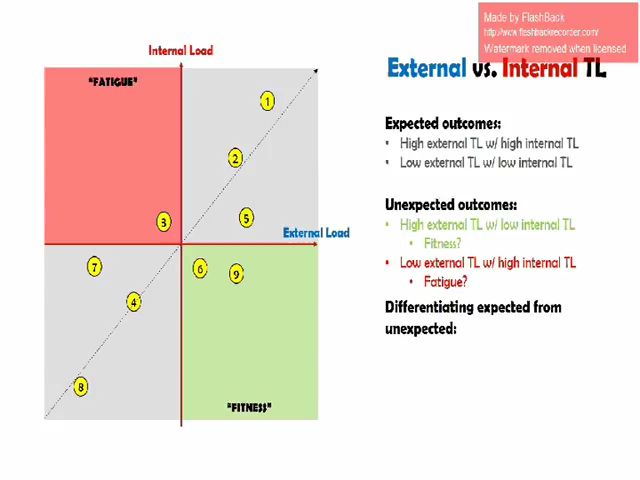 Made by FlashBack
http://www.flashbackrecorder.com/
Watermark removed when licensed
Internal Load
External vs. Internal TL
"FATIGUE"
1
2
3
5
External Load
7
6
9
4
8
"FITNESS"
Expected outcomes:
• High external TL w/ high internal TL
• Low external TL w/ low internal TL
Unexpected outcomes:
• High external TL w/ low internal TL
• Fitness?
• Low external TL w/ high internal TL
• Fatigue?
Differentiating expected from
unexpected: